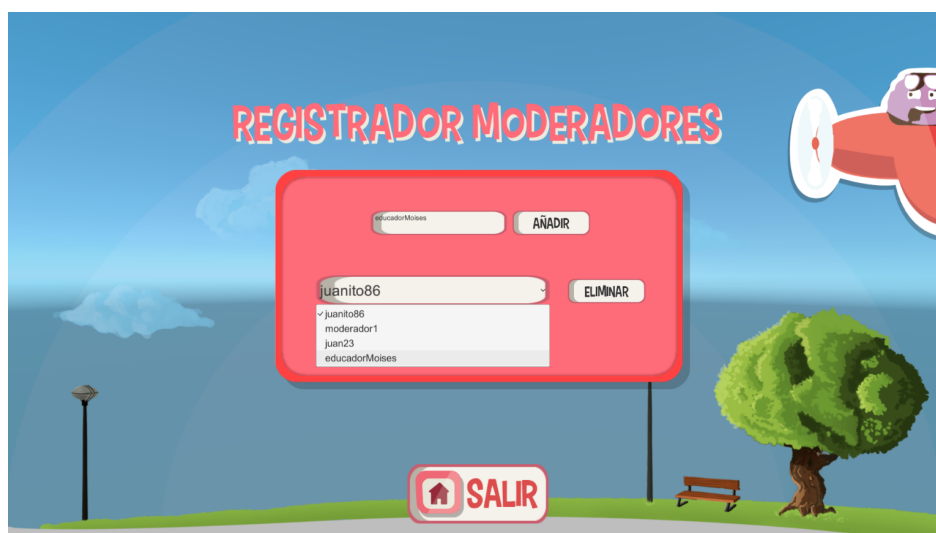 REGISTRADOR MODERADORES
educadorMoises
AÑADIR
juanito86
ELIMINAR
juanito86
moderador1
juan23
educadorMoises
SALIR